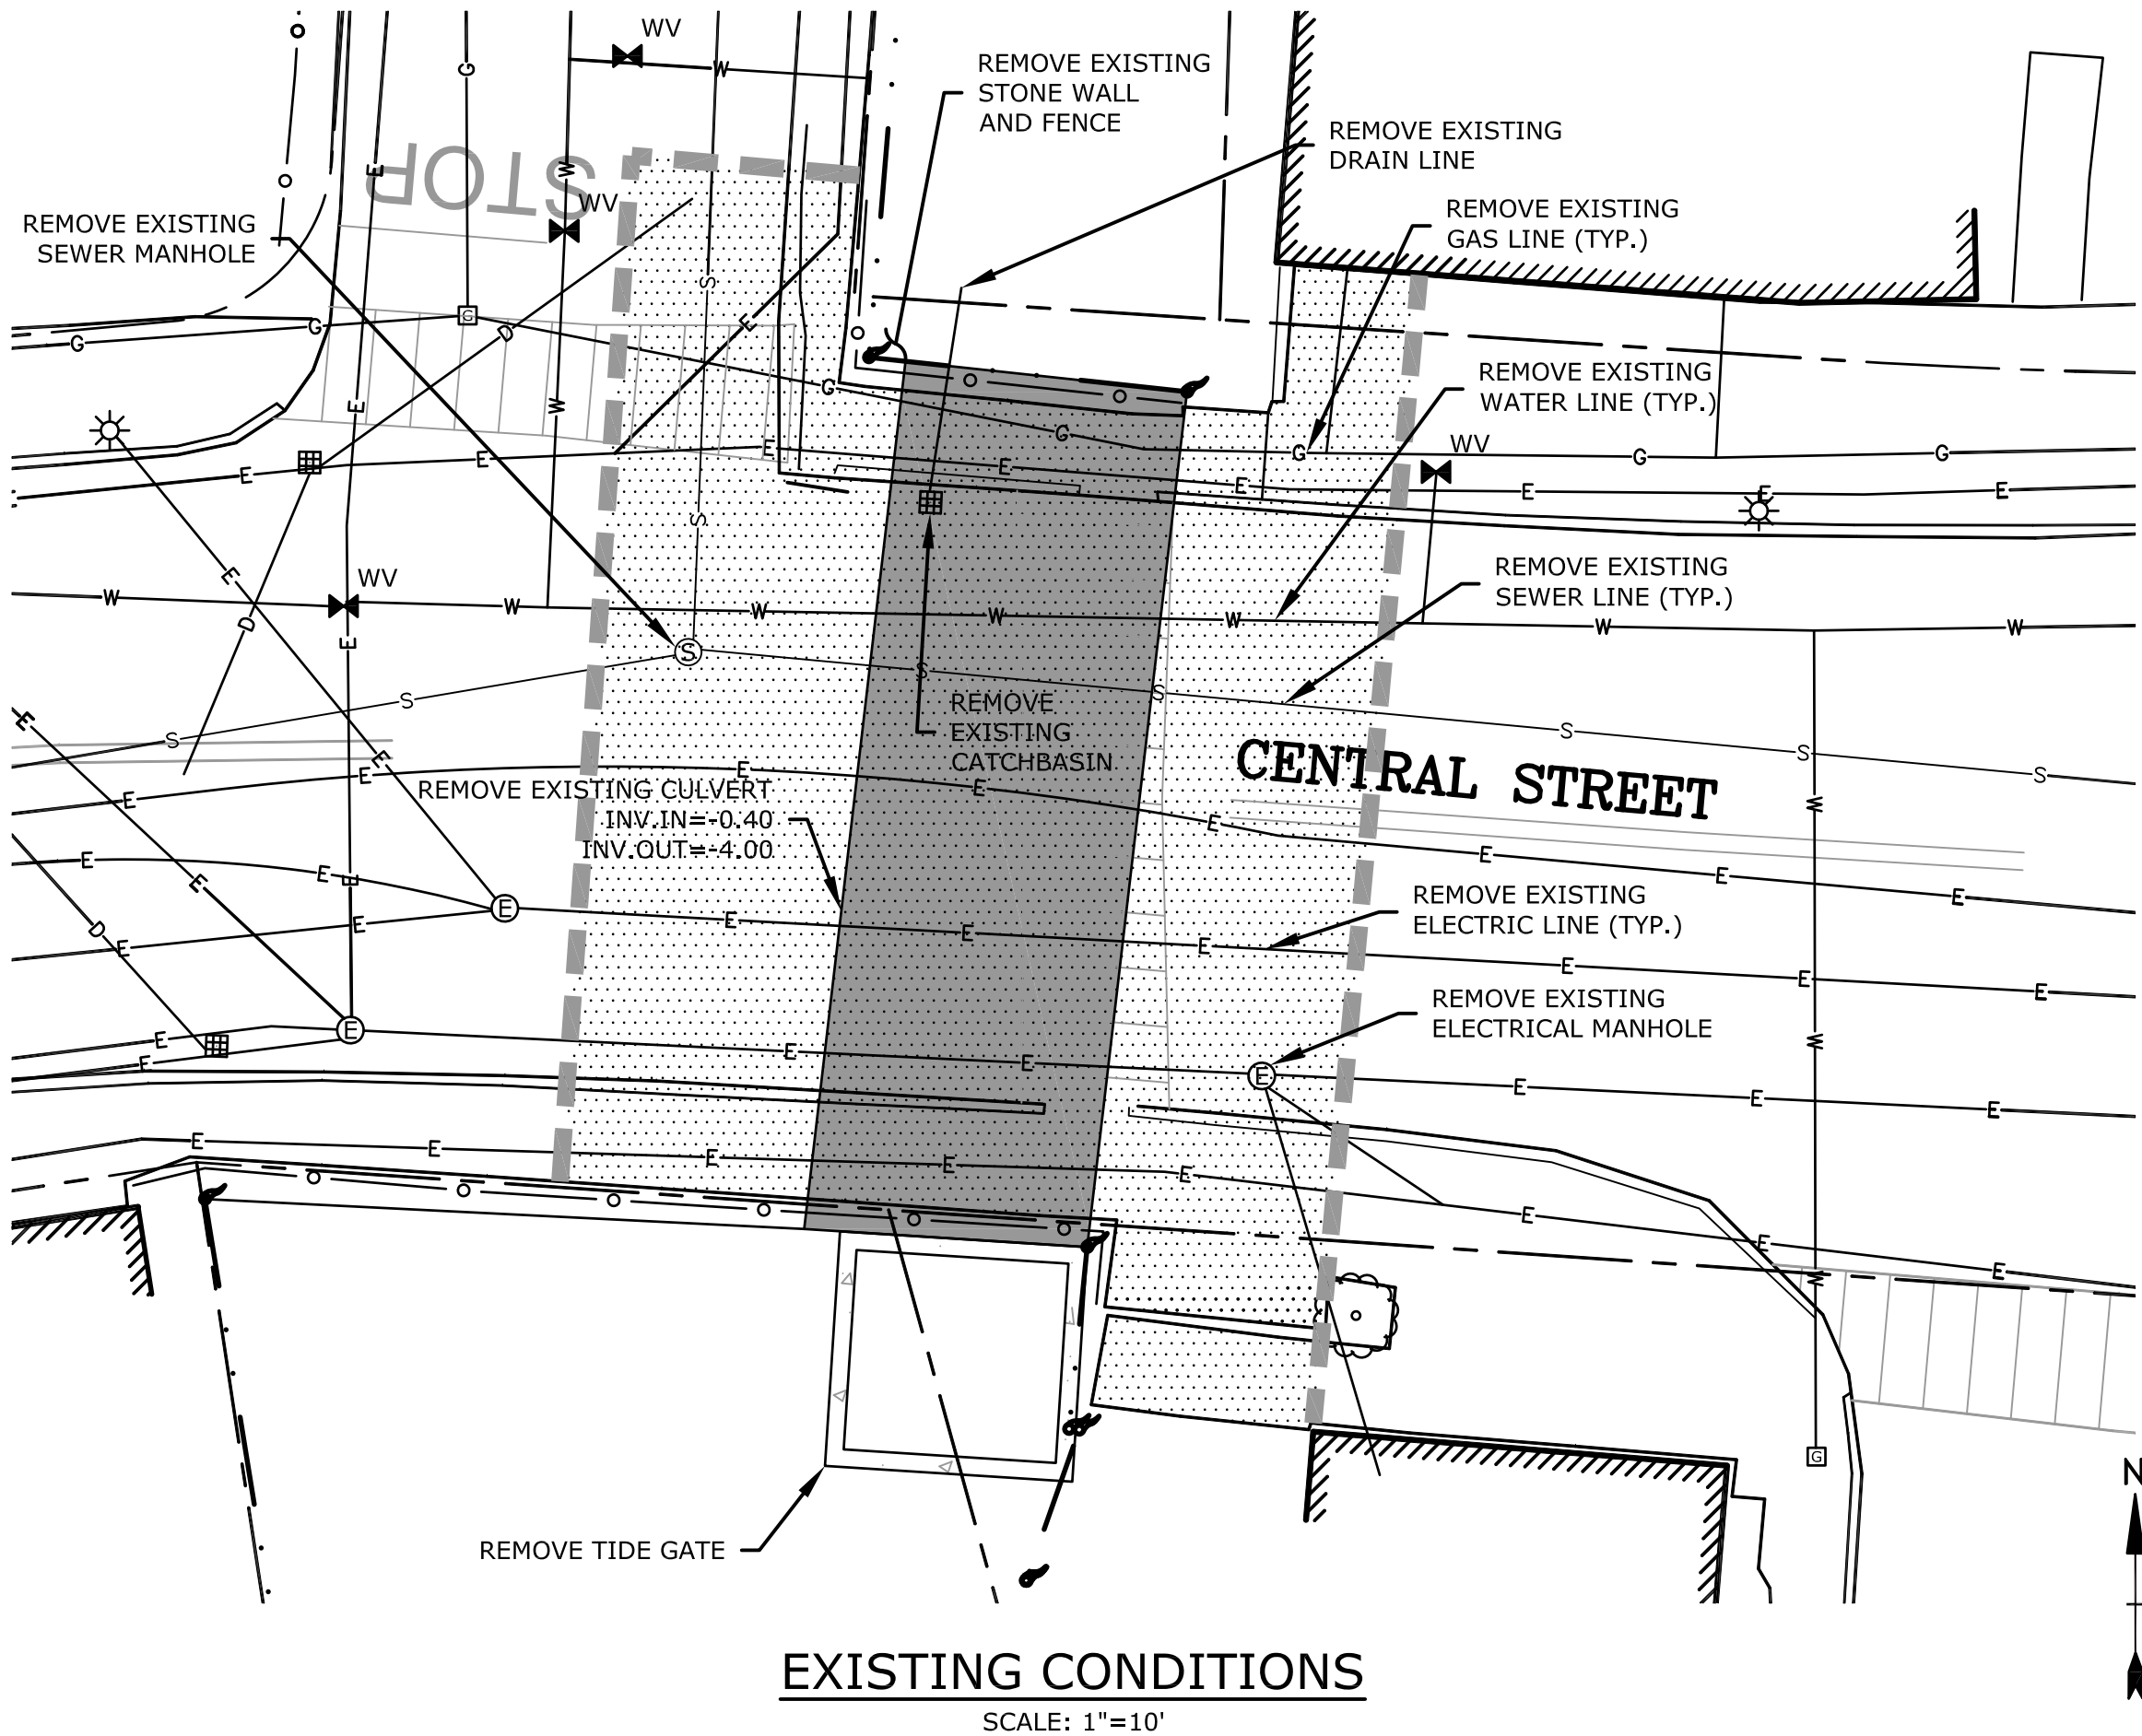 WV
REMOVE EXISTING
STONE WALL
AND FENCE
REMOVE EXISTING
DRAIN LINE
STOP
WV
REMOVE EXISTING
SEWER MANHOLE
REMOVE EXISTING
GAS LINE (TYP.)
REMOVE EXISTING
WATER LINE (TYP.)
WV
WV
REMOVE EXISTING
SEWER LINE (TYP.)
REMOVE
EXISTING
CATCHBASIN
CENTRAL STREET
REMOVE EXISTING CULVERT
INV.IN=-0.40
INV.OUT=-4.00
REMOVE EXISTING
ELECTRIC LINE (TYP.)
REMOVE EXISTING
ELECTRICAL MANHOLE
REMOVE TIDE GATE
N
EXISTING CONDITIONS
SCALE: 1"=10'